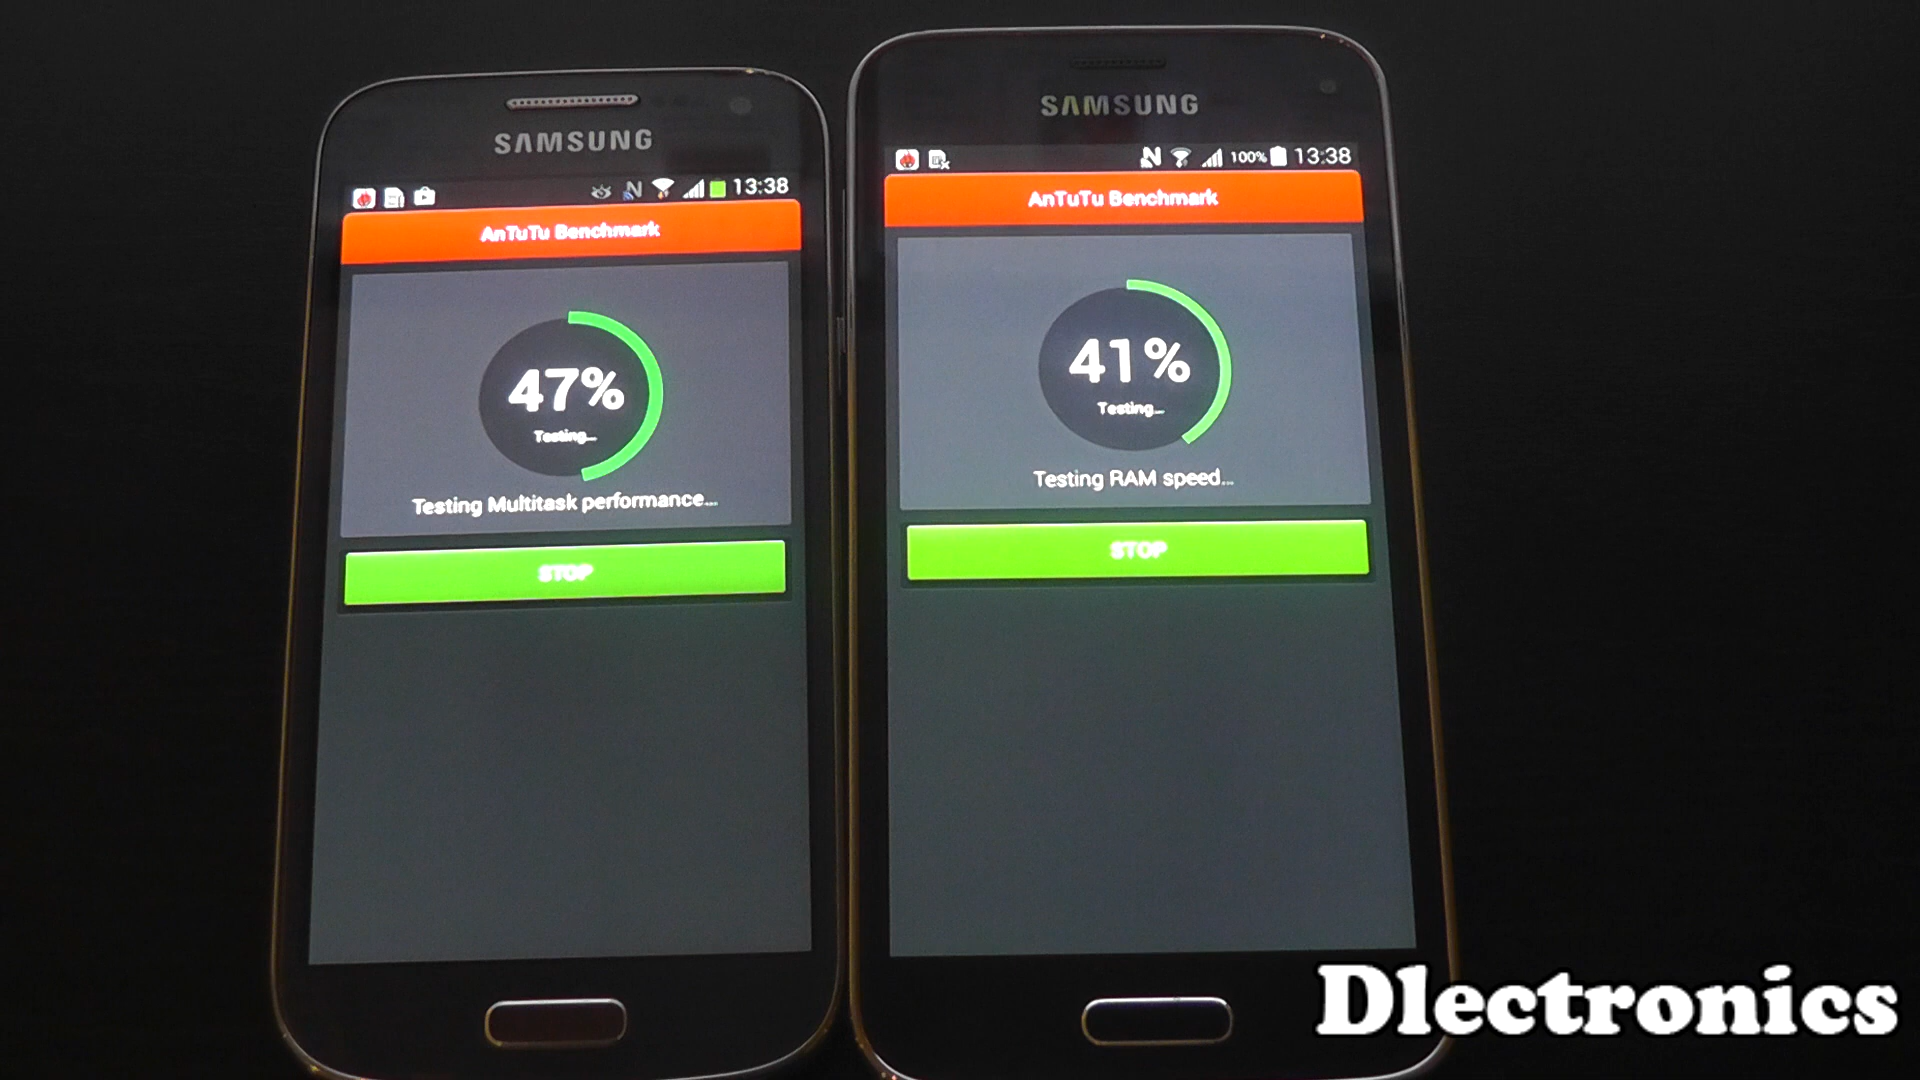 SAMSUNG
13:38
AnTuTu Benchmark
47%
Testing...
Testing Multitask performance...
STOP
SAMSUNG
100% 13:38
AnTuTu Benchmark
41%
Testing...
Testing RAM speed...
STOP
Dlectronics